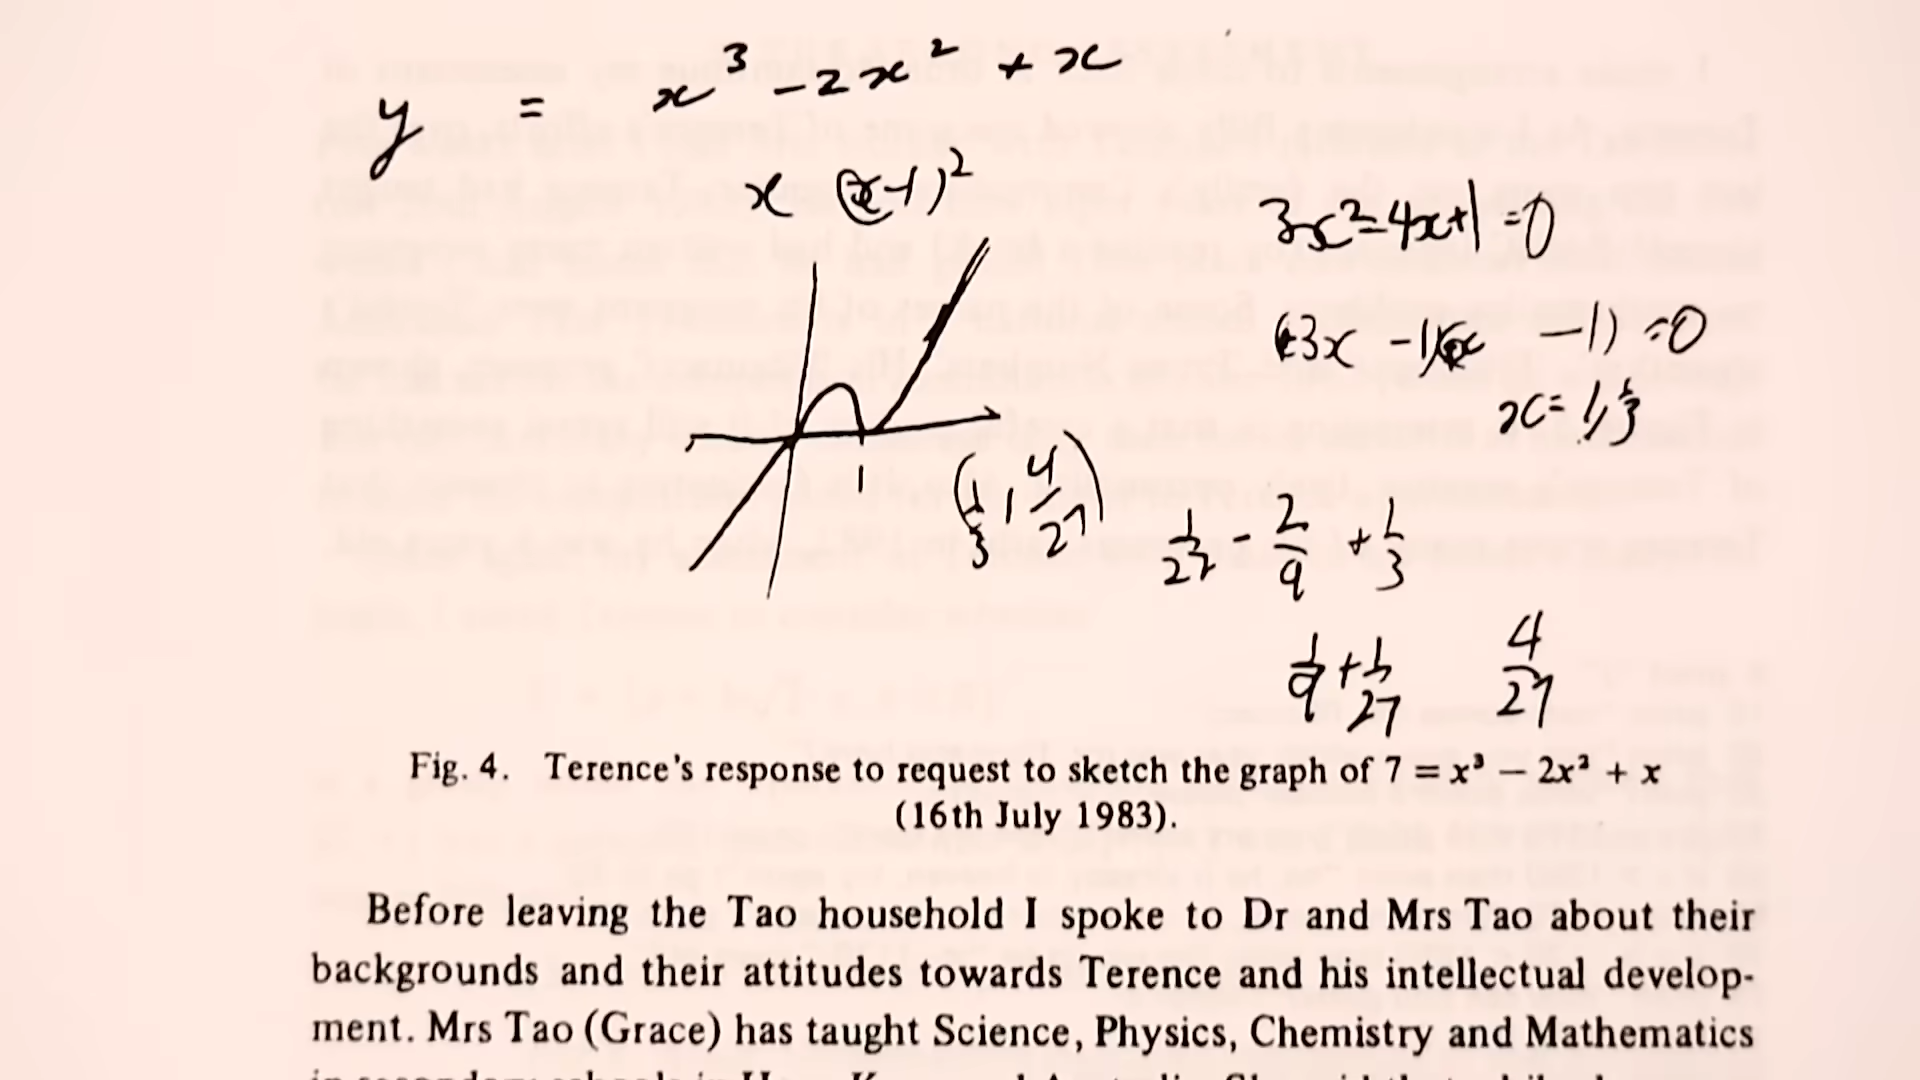 y = x³ - 2x² + x
x (x-1)²
3x² - 4x + 1 = 0
(3x - 1)(x - 1) = 0
x = 1, 1/3
1
(1/3, 4/27)
1/27 - 2/9 + 1/3
1/9 + 1/27 4/27
Fig. 4. Terence's response to request to sketch the graph of 7 = x³ — 2x² + x
(16th July 1983).
Before leaving the Tao household I spoke to Dr and Mrs Tao about their
backgrounds and their attitudes towards Terence and his intellectual develop-
ment. Mrs Tao (Grace) has taught Science, Physics, Chemistry and Mathematics